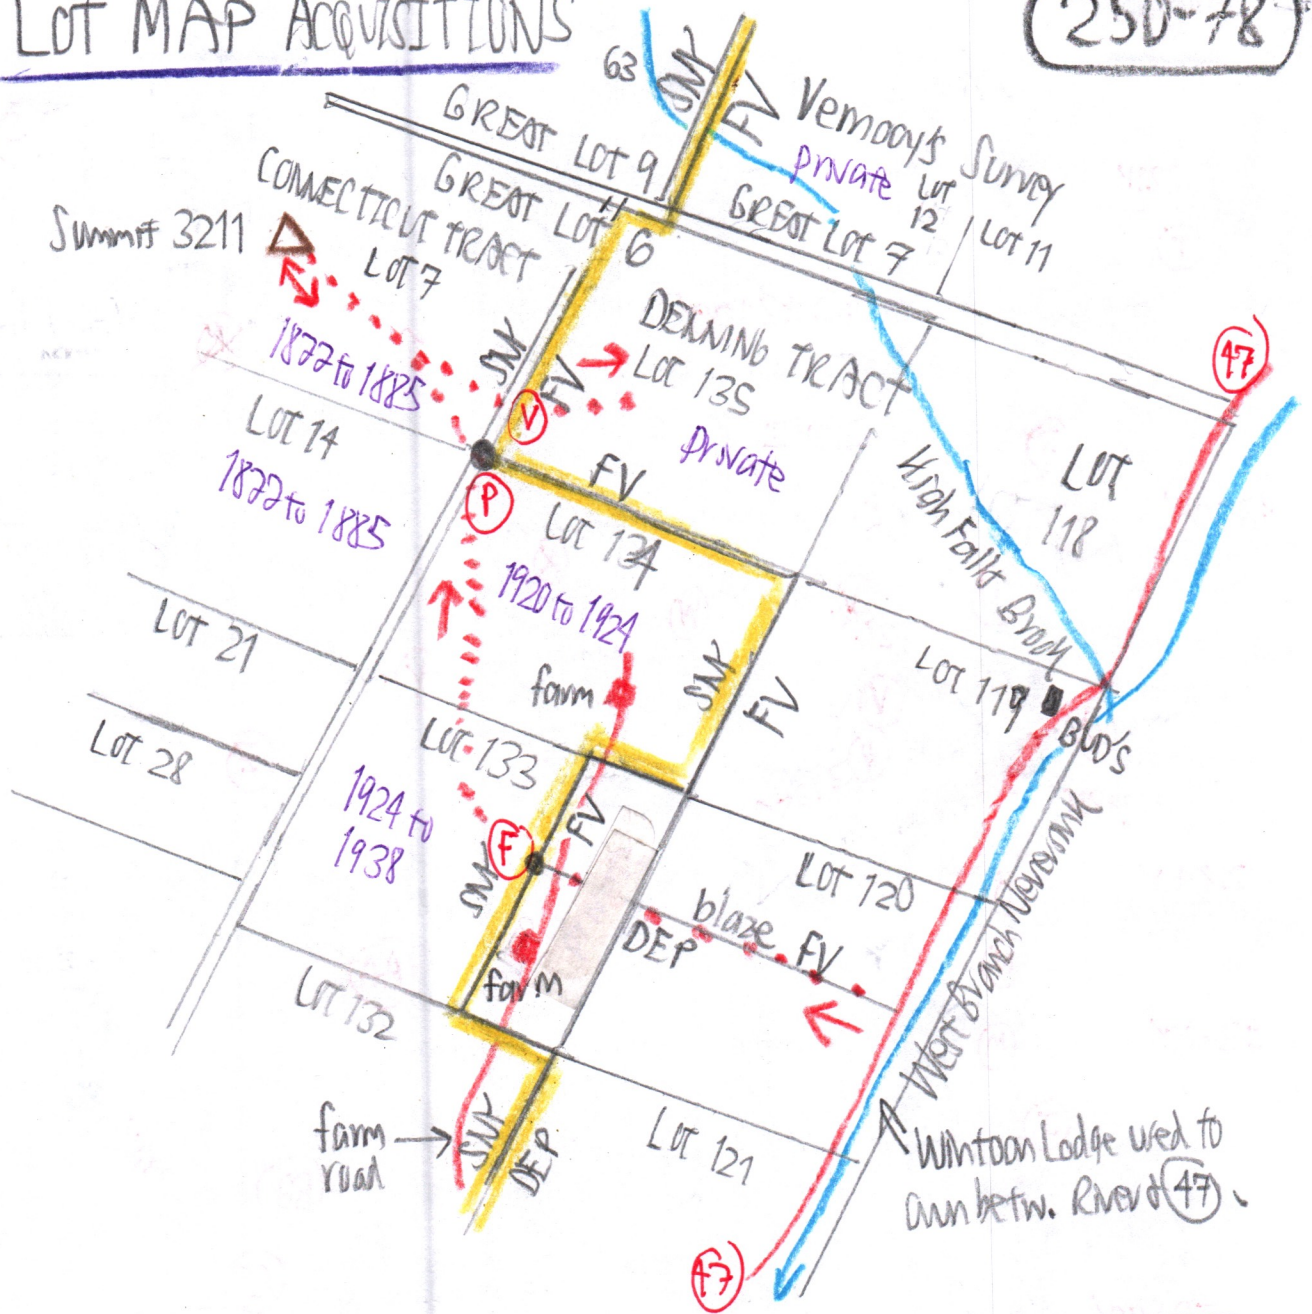 LOT MAP ACQUISITIONS
250-78
63
SMK
FV
Vernooy's Survey
private
LOT
12
LOT 11
GREAT LOT 9
GREAT LOT
6
GREAT LOT 7
CONNECTICUT TRACT
LOT 7
Summit 3211
1822 to 1885
SMK
FV
DENNING TRACT
LOT 135
private
47
V
P
FV
LOT 14
1822 to 1885
LOT 134
1920 to 1924
High Falls Brook
LOT
118
LOT 21
farm
SMK
FV
LOT 119
BUD'S
LOT 28
LOT 133
1924 to
1938
F
FV
SMK
farm
LOT 120
blaze
DEP
FV
West Branch Neversink
LOT 132
farm
road
SMK
DEP
LOT 121
Wintoon Lodge used to
own betw. River & 47.
47